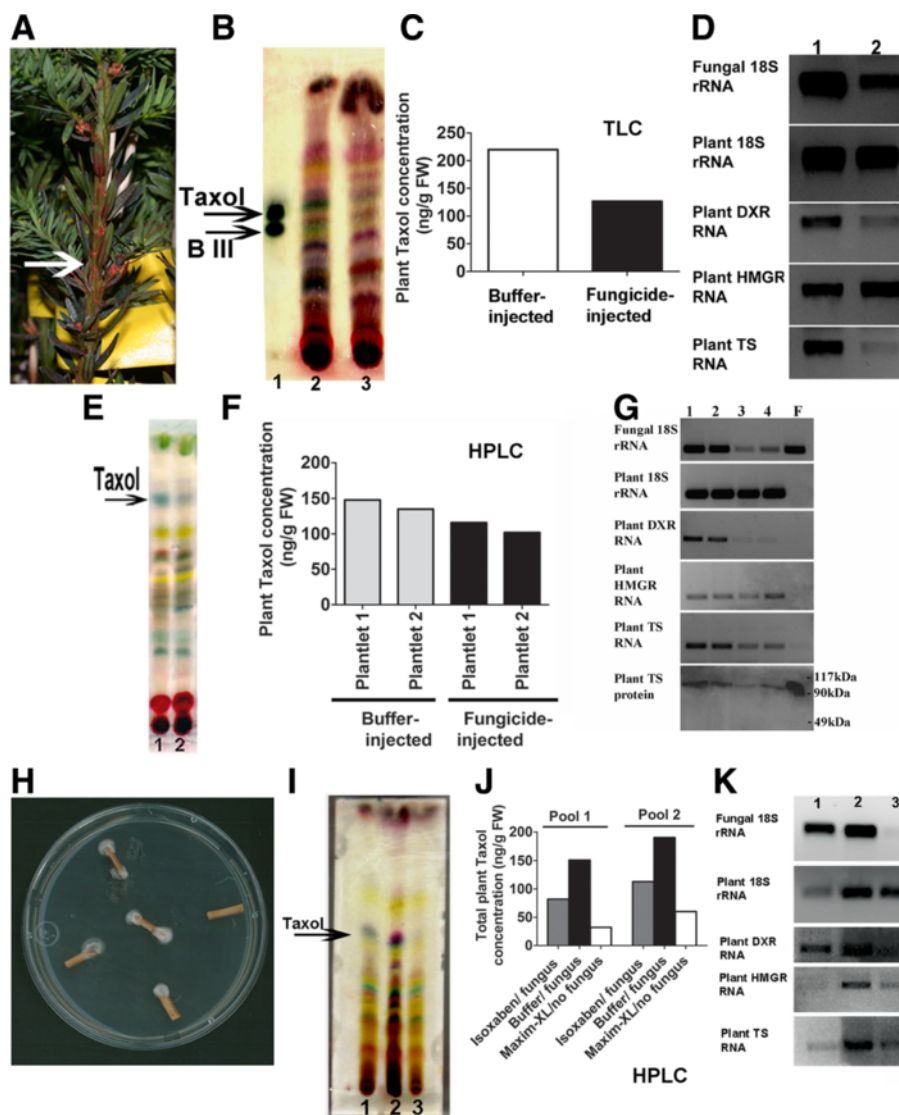 A
B
Taxol
B III
1
2
3
C
TLC
Plant Taxol concentration
(ng/g FW)
250
200
150
100
50
0
Buffer-
injected
Fungicide-
injected
D
1
2
Fungal 18S
rRNA
Plant 18S
rRNA
Plant DXR
RNA
Plant HMGR
RNA
Plant TS
RNA
E
Taxol
1
2
F
HPLC
Plant Taxol concentration
(ng/g FW)
200
150
100
50
0
Plantlet 1
Plantlet 2
Plantlet 1
Plantlet 2
Buffer-
injected
Fungicide-
injected
G
1 2 3 4 F
Fungal 18S
rRNA
Plant 18S
rRNA
Plant DXR
RNA
Plant
HMGR
RNA
Plant TS
RNA
Plant TS
protein
- 117kDa
- 90kDa
- 49kDa
H
I
Taxol
1
2
3
J
Pool 1
Pool 2
Total plant Taxol
concentration (ng/g FW)
200
150
100
50
0
Isoxaben/ fungus
Buffer/ fungus
Maxim-XL/no fungus
Isoxaben/ fungus
Buffer/ fungus
Maxim-XL/no fungus
HPLC
K
1
2
3
Fungal 18S
rRNA
Plant 18S
rRNA
Plant DXR
RNA
Plant HMGR
RNA
Plant TS
RNA